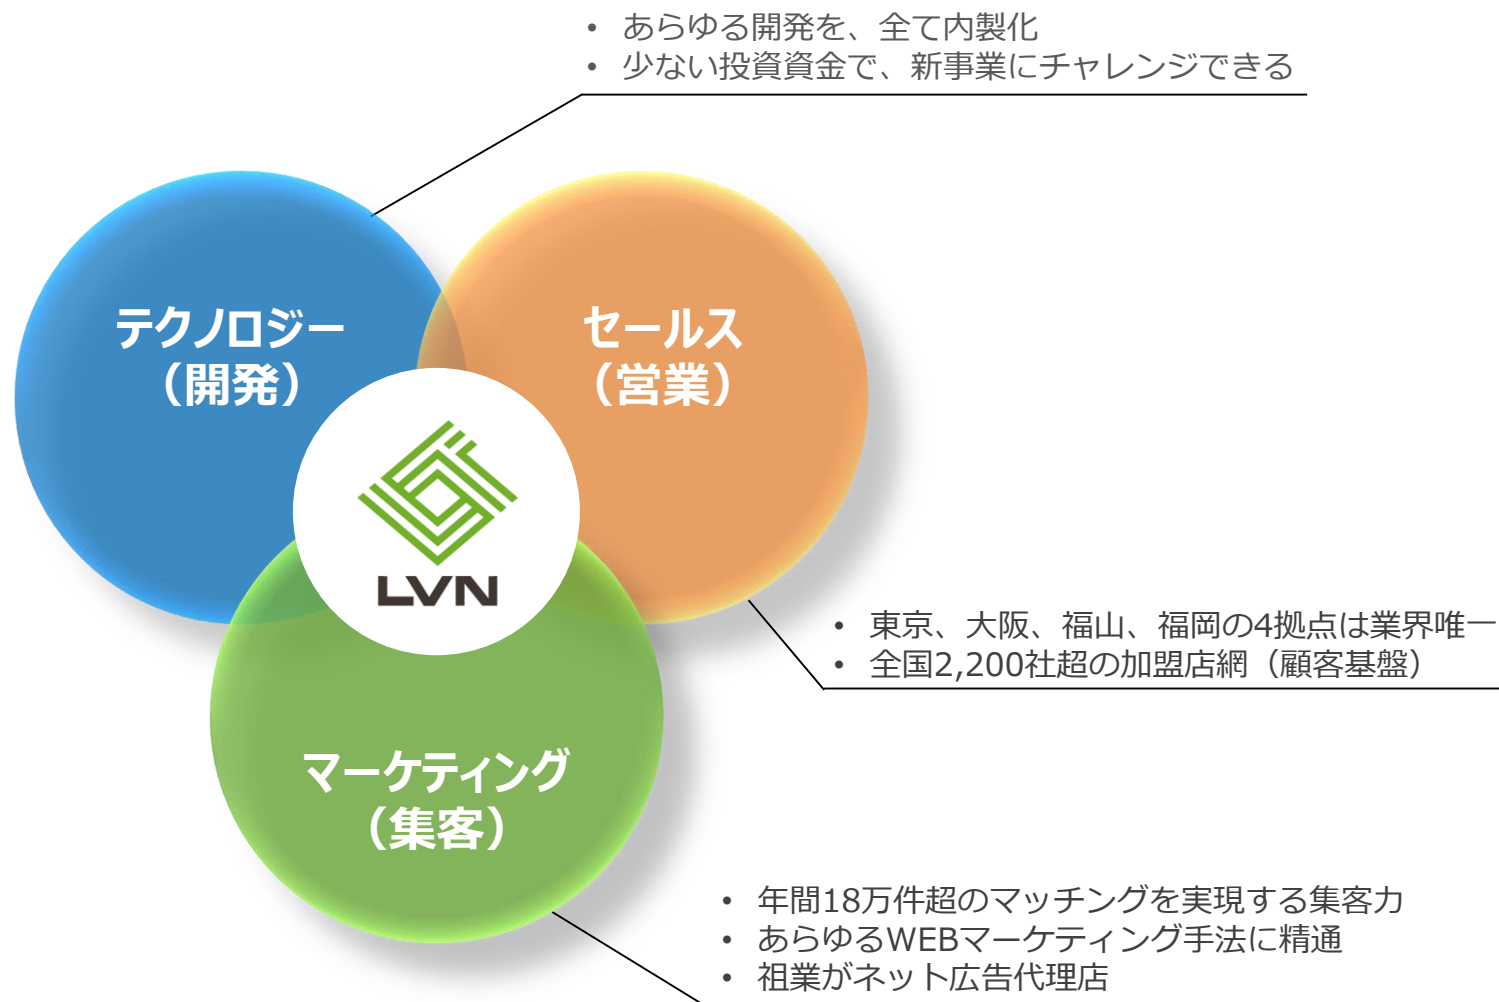 • あらゆる開発を、全て内製化
• 少ない投資資金で、新事業にチャレンジできる
テクノロジー
（開発）
セールス
（営業）
LVN
• 東京、大阪、福山、福岡の4拠点は業界唯一
• 全国2,200社超の加盟店網（顧客基盤）
マーケティング
（集客）
• 年間18万件超のマッチングを実現する集客力
• あらゆるWEBマーケティング手法に精通
• 祖業がネット広告代理店